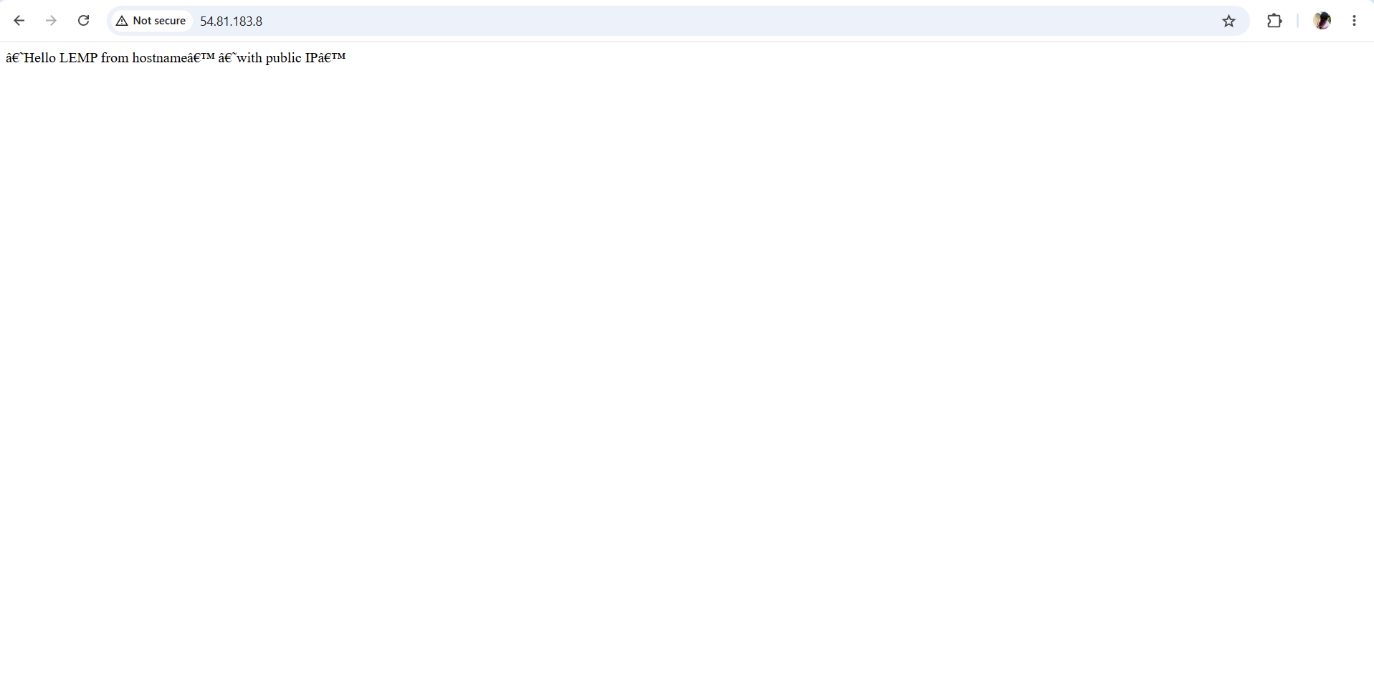 Not secure 54.81.183.8
â€˜Hello LEMP from hostnameâ€™ â€˜with public IPâ€™